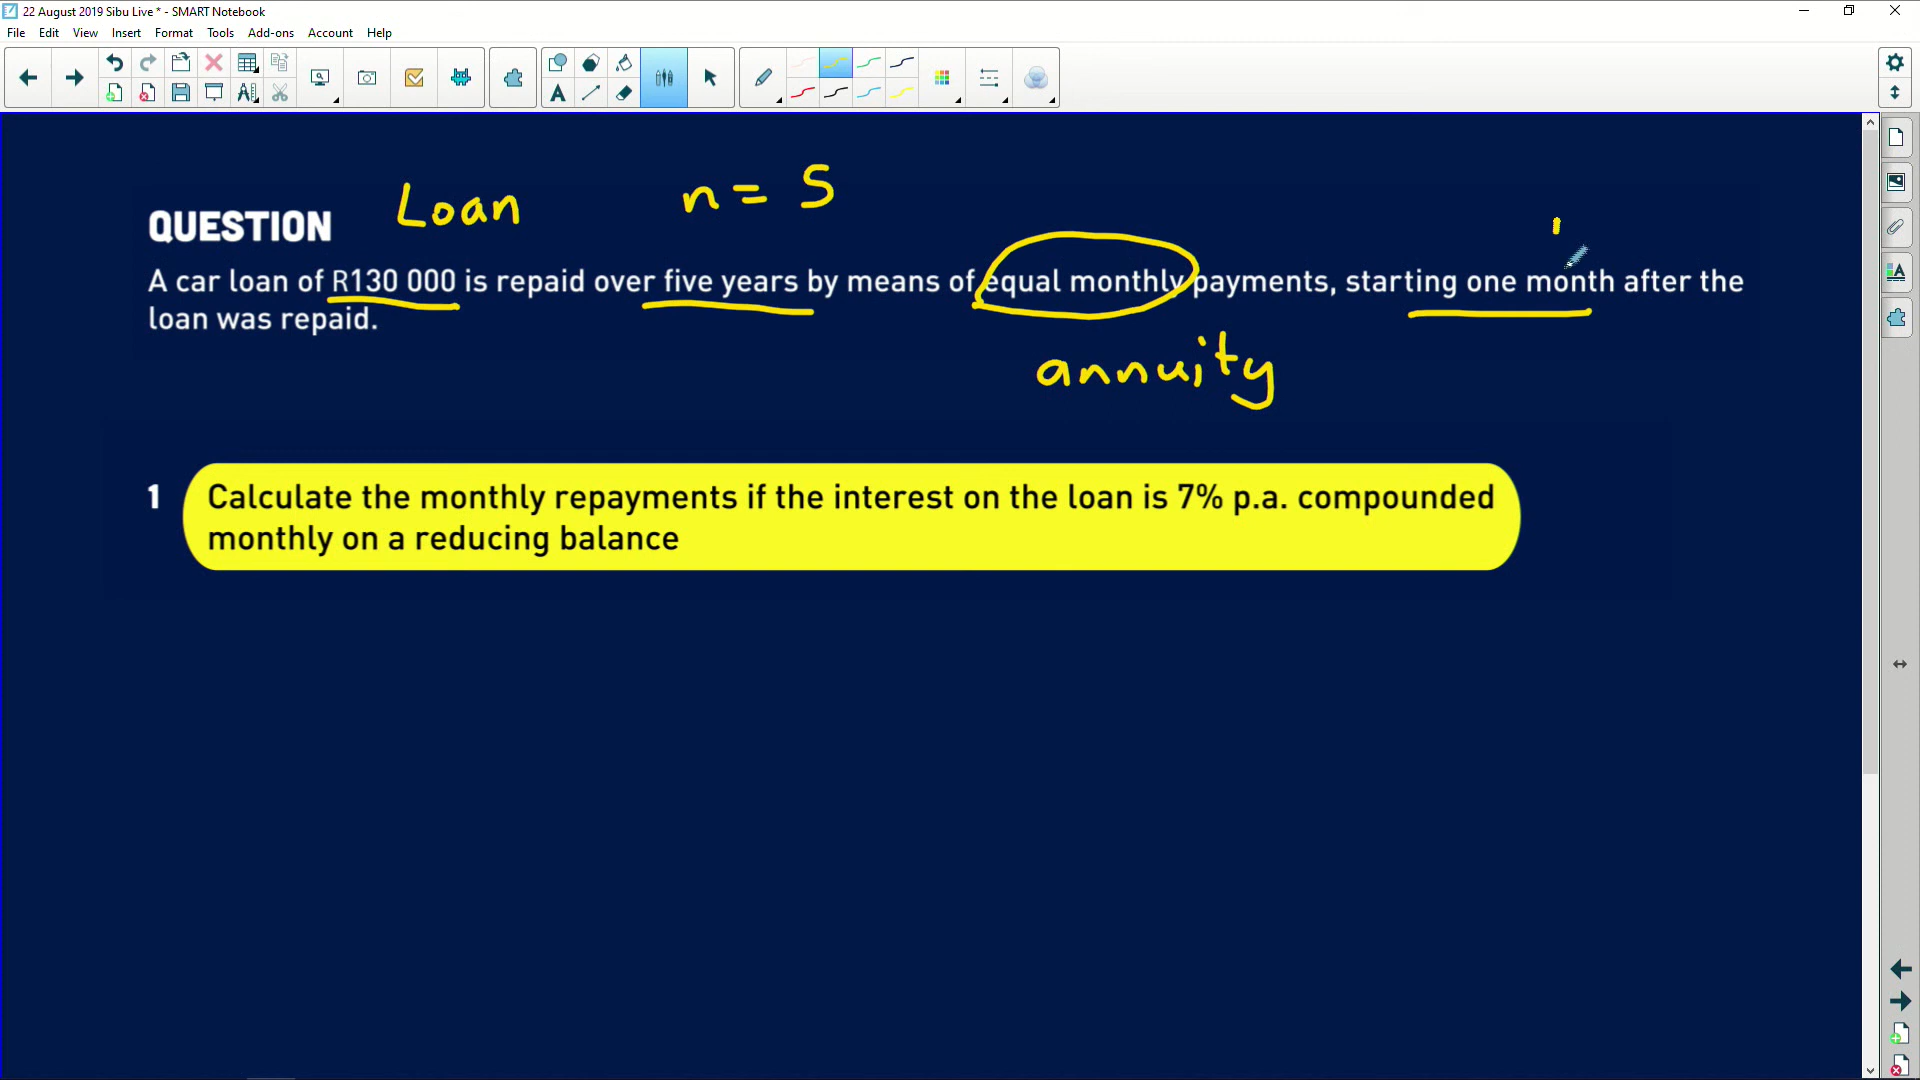 22 August 2019 Sibu Live * - SMART Notebook
File Edit View Insert Format Tools Add-ons Account Help
Loan n = 5
QUESTION
A car loan of R130 000 is repaid over five years by means of equal monthly payments, starting one month after the
loan was repaid.
annuity
1 Calculate the monthly repayments if the interest on the loan is 7% p.a. compounded
monthly on a reducing balance